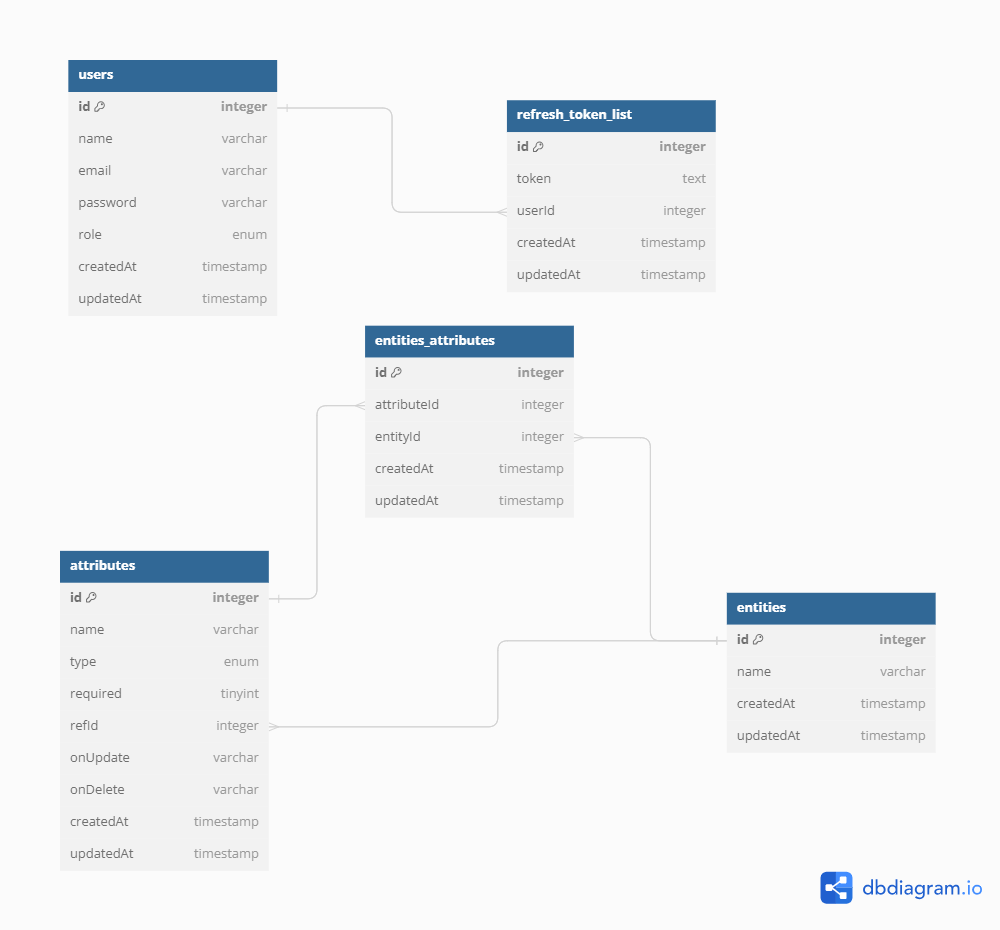 users
id integer
name varchar
email varchar
password varchar
role enum
createdAt timestamp
updatedAt timestamp
refresh_token_list
id integer
token text
userId integer
createdAt timestamp
updatedAt timestamp
entities_attributes
id integer
attributeId integer
entityId integer
createdAt timestamp
updatedAt timestamp
attributes
id integer
name varchar
type enum
required tinyint
refId integer
onUpdate varchar
onDelete varchar
createdAt timestamp
updatedAt timestamp
entities
id integer
name varchar
createdAt timestamp
updatedAt timestamp
dbdiagram.io